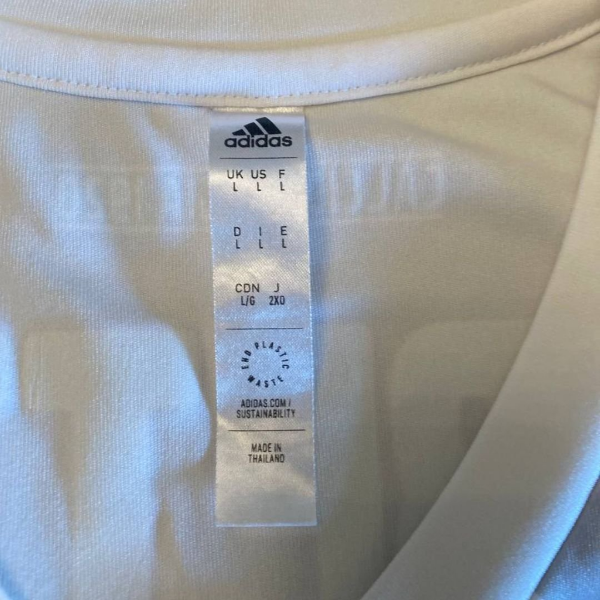 adidas
UK US F
L L L
D I E
L L L
CDN J
L/G 2XO
END PLASTIC WASTE
ADIDAS.COM/
SUSTAINABILITY
MADE IN
THAILAND